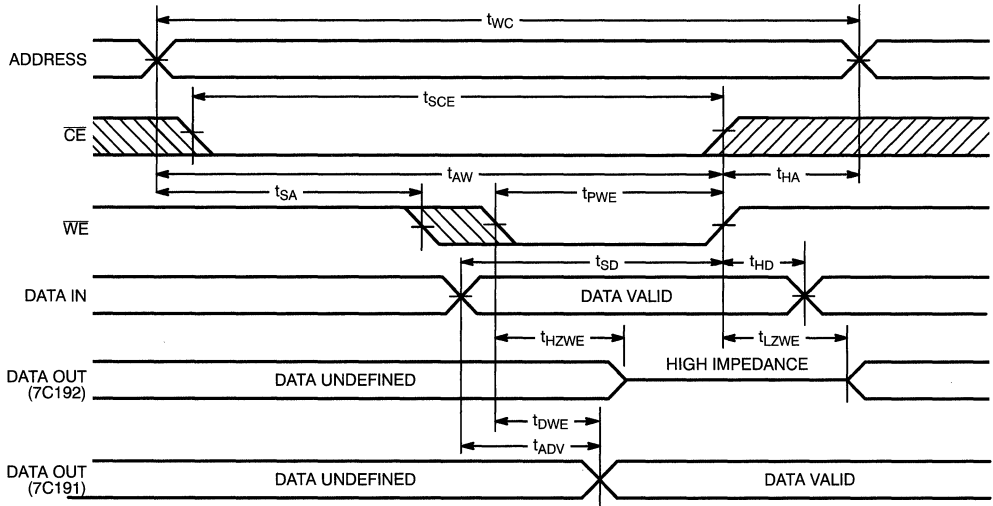 tWC
ADDRESS
tSCE
CE
tAW
tHA
tSA
tPWE
WE
tSD
tHD
DATA IN
DATA VALID
tHZWE
tLZWE
HIGH IMPEDANCE
DATA OUT
(7C192)
DATA UNDEFINED
tDWE
tADV
DATA OUT
(7C191)
DATA UNDEFINED
DATA VALID